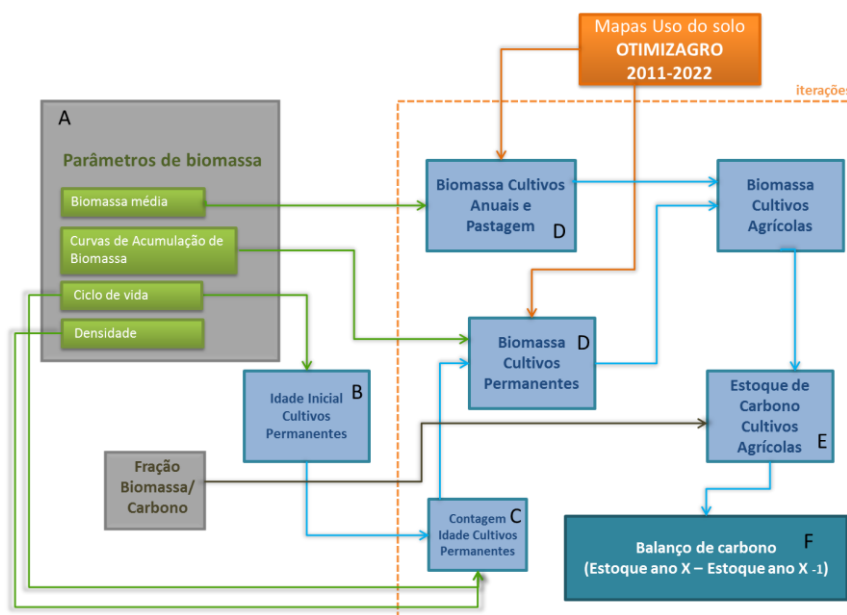 Mapas Uso do solo
OTIMIZAGRO
2011-2022
iterações
A
Parâmetros de biomassa
Biomassa média
Curvas de Acumulação de
Biomassa
Ciclo de vida
Densidade
Biomassa Cultivos
Anuais e
Pastagem
D
Biomassa
Cultivos
Agrícolas
Biomassa
Cultivos
Permanentes
D
Idade Inicial
Cultivos
Permanentes
B
Estoque de
Carbono
Cultivos
Agrícolas
E
Fração
Biomassa/
Carbono
Contagem
Idade Cultivos
Permanentes
C
Balanço de carbono
(Estoque ano X – Estoque ano X -1)
F